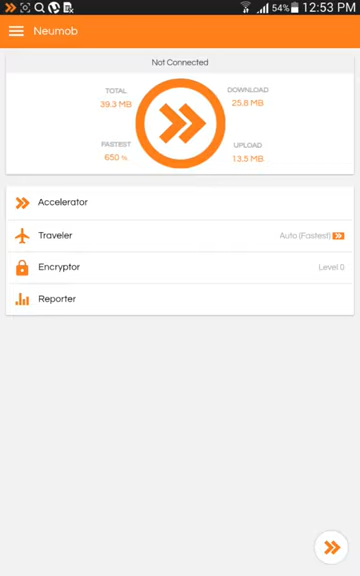 54% 12:53 PM
Neumob
Not Connected
TOTAL
39.3 MB
DOWNLOAD
25.8 MB
FASTEST
650 %
UPLOAD
13.5 MB
Accelerator
Traveler Auto (Fastest)
Encryptor Level 0
Reporter